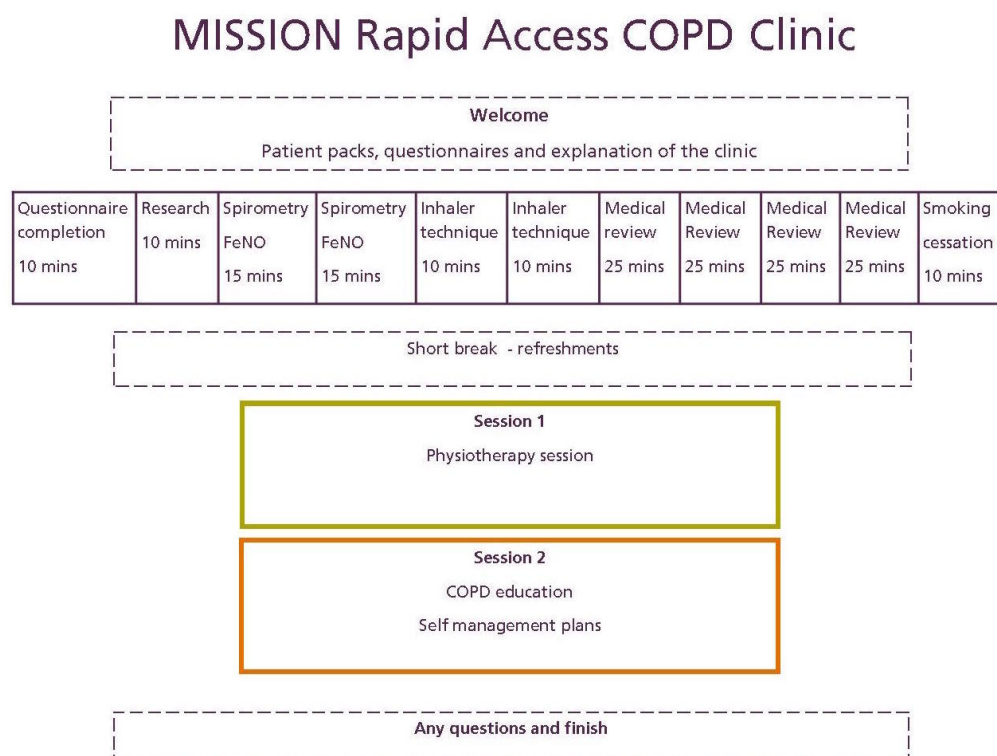 MISSION Rapid Access COPD Clinic
Welcome
Patient packs, questionnaires and explanation of the clinic
Questionnaire
completion
10 mins
Research
10 mins
Spirometry
FeNO
15 mins
Spirometry
FeNO
15 mins
Inhaler
technique
10 mins
Inhaler
technique
10 mins
Medical
review
25 mins
Medical
Review
25 mins
Medical
Review
25 mins
Medical
Review
25 mins
Smoking
cessation
10 mins
Short break - refreshments
Session 1
Physiotherapy session
Session 2
COPD education
Self management plans
Any questions and finish